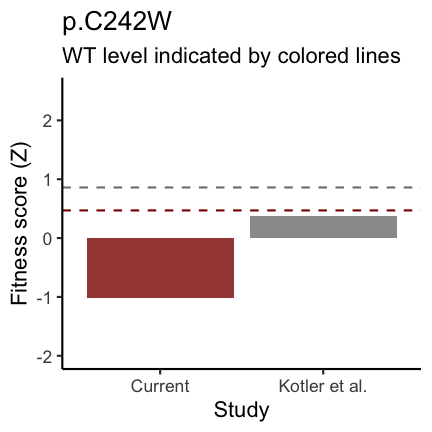 p.C242W
WT level indicated by colored lines
Fitness score (Z)
2
1
0
-1
-2
Current
Kotler et al.
Study